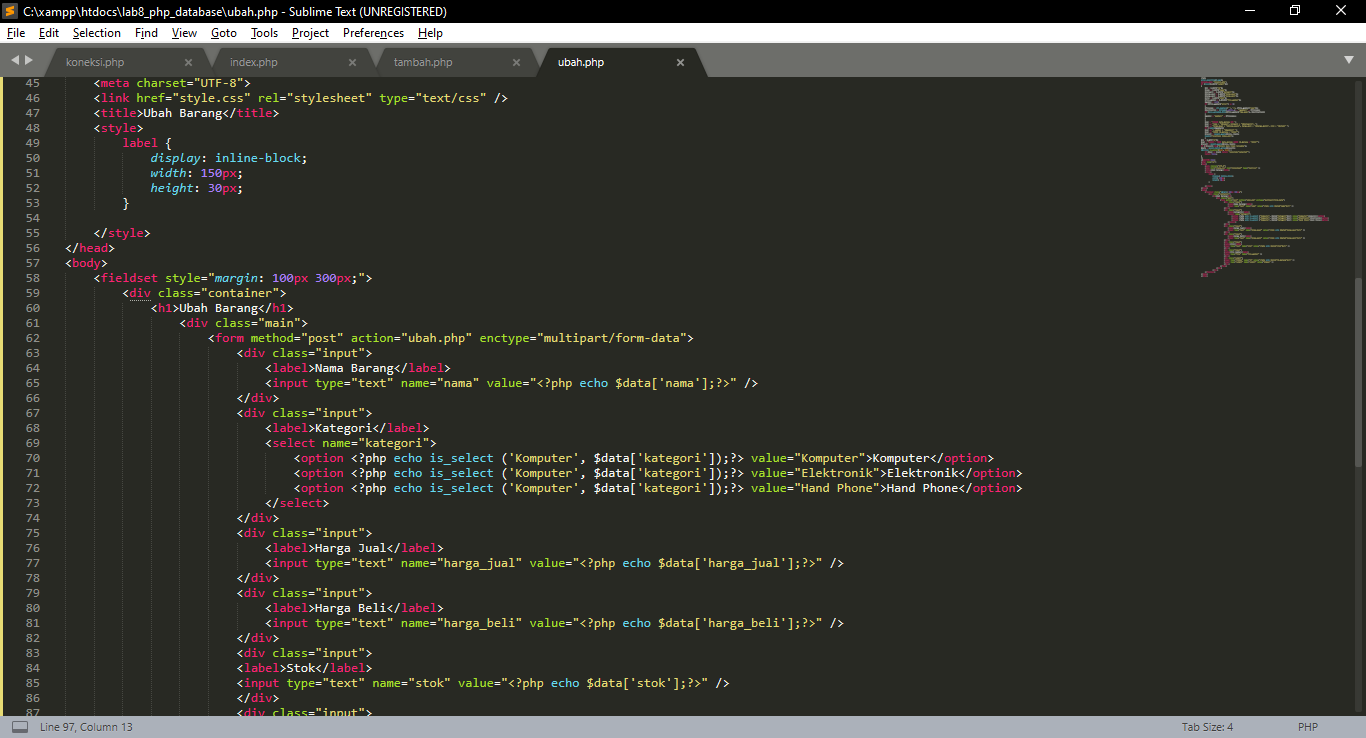 C:\xampp\htdocs\lab8_php_database\ubah.php - Sublime Text (UNREGISTERED)
File Edit Selection Find View Goto Tools Project Preferences Help
koneksi.php index.php tambah.php ubah.php
45 <meta charset="UTF-8">
46 <link href="style.css" rel="stylesheet" type="text/css" />
47 <title>Ubah Barang</title>
48 <style>
49 label {
50 display: inline-block;
51 width: 150px;
52 height: 30px;
53 }
54
55 </style>
56 </head>
57 <body>
58 <fieldset style="margin: 100px 300px;">
59 <div class="container">
60 <h1>Ubah Barang</h1>
61 <div class="main">
62 <form method="post" action="ubah.php" enctype="multipart/form-data">
63 <div class="input">
64 <label>Nama Barang</label>
65 <input type="text" name="nama" value="<?php echo $data['nama'];?>" />
66 </div>
67 <div class="input">
68 <label>Kategori</label>
69 <select name="kategori">
70 <option <?php echo is_select ('Komputer', $data['kategori']);?> value="Komputer">Komputer</option>
71 <option <?php echo is_select ('Komputer', $data['kategori']);?> value="Elektronik">Elektronik</option>
72 <option <?php echo is_select ('Komputer', $data['kategori']);?> value="Hand Phone">Hand Phone</option>
73 </select>
74 </div>
75 <div class="input">
76 <label>Harga Jual</label>
77 <input type="text" name="harga_jual" value="<?php echo $data['harga_jual'];?>" />
78 </div>
79 <div class="input">
80 <label>Harga Beli</label>
81 <input type="text" name="harga_beli" value="<?php echo $data['harga_beli'];?>" />
82 </div>
83 <div class="input">
84 <label>Stok</label>
85 <input type="text" name="stok" value="<?php echo $data['stok'];?>" />
86 </div>
87 <div class="input">
Line 97, Column 13 Tab Size: 4 PHP